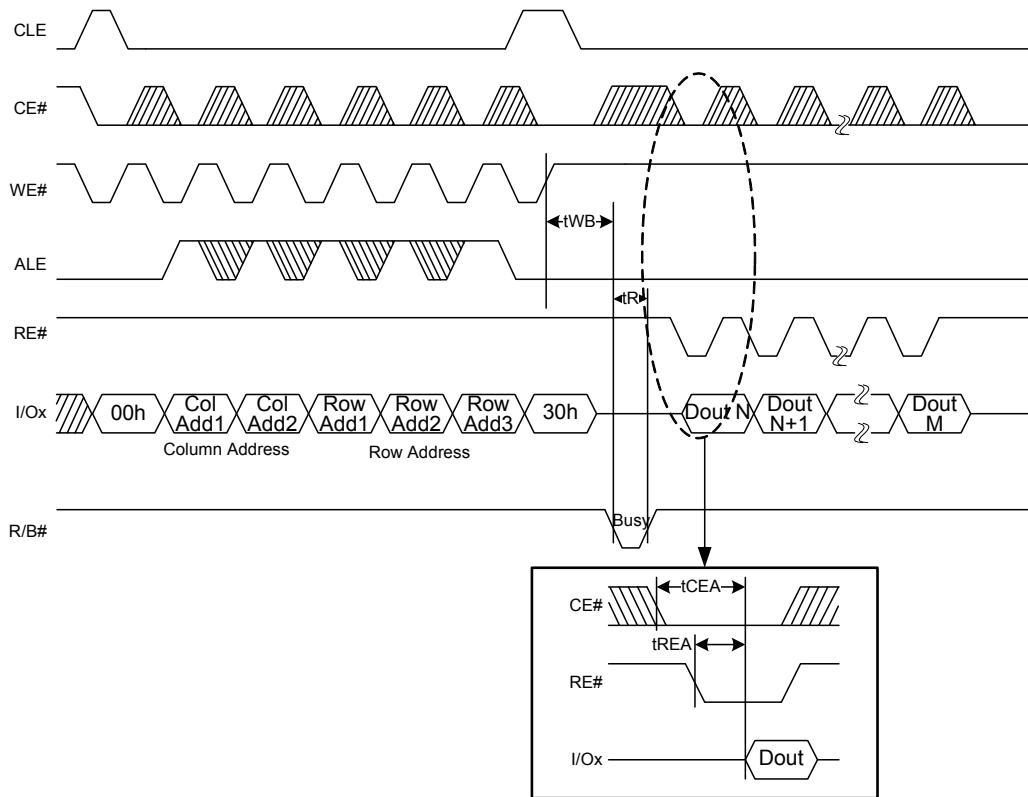 CLE
CE#
WE#
tWB
ALE
tR
RE#
I/Ox
00h
Col
Add1
Col
Add2
Row
Add1
Row
Add2
Row
Add3
30h
Dout N
Dout
N+1
Dout
M
Column Address
Row Address
R/B#
Busy
tCEA
CE#
tREA
RE#
I/Ox
Dout